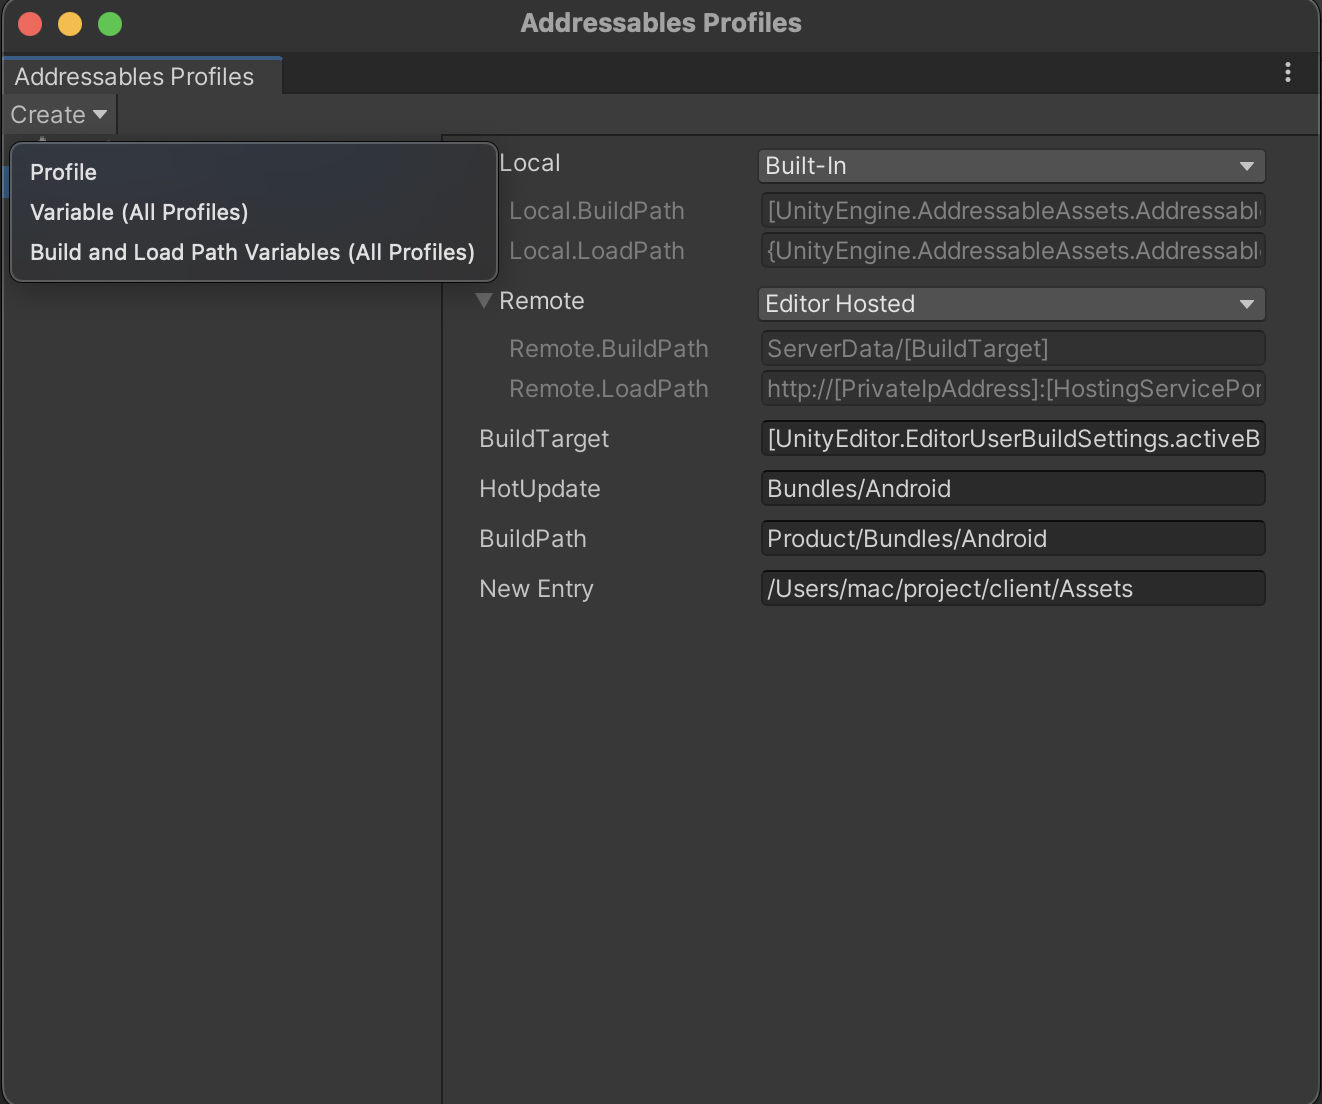 Addressables Profiles
Addressables Profiles
Create
Profile
Variable (All Profiles)
Build and Load Path Variables (All Profiles)
Local
Built-In
Local.BuildPath
[UnityEngine.AddressableAssets.Addressabl
Local.LoadPath
{UnityEngine.AddressableAssets.Addressabl
Remote
Editor Hosted
Remote.BuildPath
ServerData/[BuildTarget]
Remote.LoadPath
http://[PrivateIpAddress]:[HostingServicePor
BuildTarget
[UnityEditor.EditorUserBuildSettings.activeB
HotUpdate
Bundles/Android
BuildPath
Product/Bundles/Android
New Entry
/Users/mac/project/client/Assets